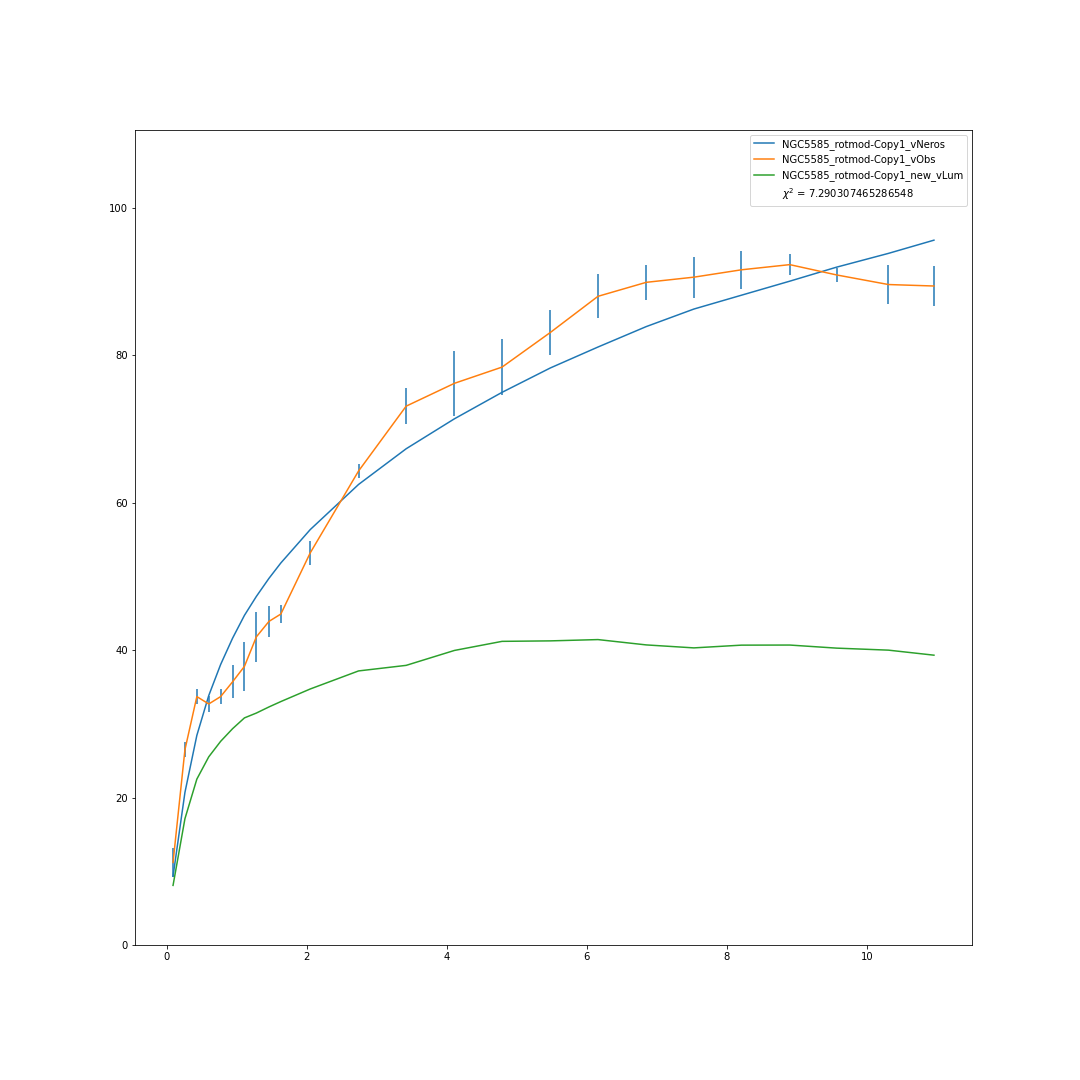 NGC5585_rotmod-Copy1_vNeros
NGC5585_rotmod-Copy1_vObs
NGC5585_rotmod-Copy1_new_vLum
χ² = 7.290307465286548
100
80
60
40
20
0
0 2 4 6 8 10